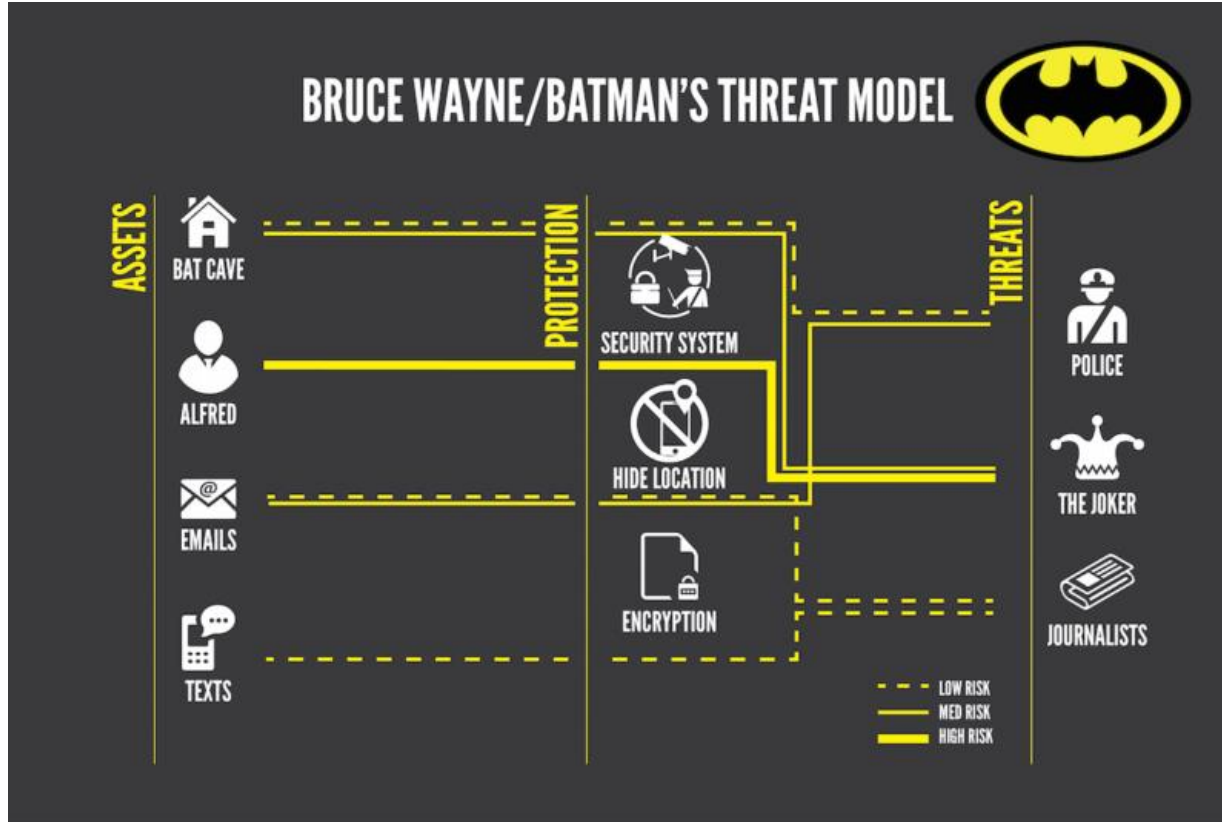 BRUCE WAYNE/BATMAN'S THREAT MODEL
ASSETS
BAT CAVE
ALFRED
@
EMAILS
TEXTS
PROTECTION
SECURITY SYSTEM
HIDE LOCATION
ENCRYPTION
THREATS
POLICE
THE JOKER
JOURNALISTS
LOW RISK
MED RISK
HIGH RISK